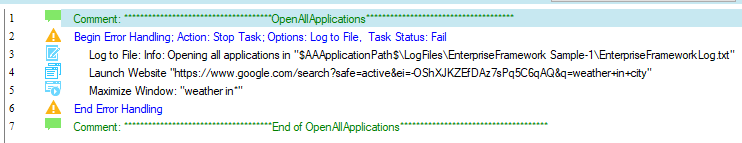 1 Comment: *************************************OpenAllApplications*************************************
2 Begin Error Handling; Action: Stop Task; Options: Log to File, Task Status: Fail
3 Log to File: Info: Opening all applications in "$AAApplicationPath$\LogFiles\EnterpriseFramework Sample-1\EnterpriseFrameworkLog.txt"
4 Launch Website "https://www.google.com/search?safe=active&ei=-OShXJKZEfDAz7sPq5C6qAQ&q=weather+in+city"
5 Maximize Window: "weather in*"
6 End Error Handling
7 Comment: *************************************End of OpenAllApplications*************************************